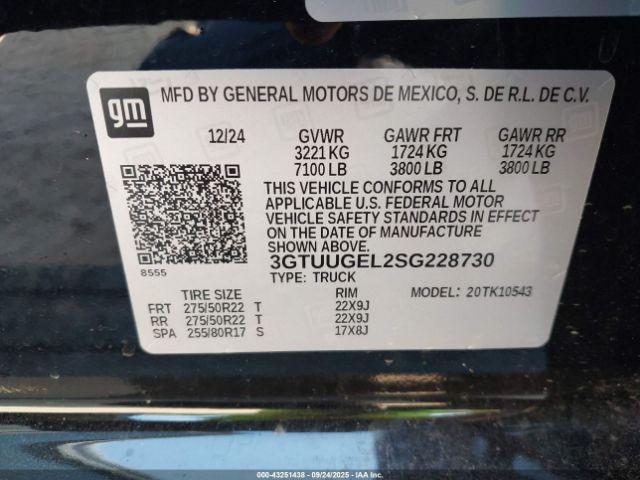 gm
MFD BY GENERAL MOTORS DE MEXICO, S. DE R.L. DE C.V.
12/24 GVWR GAWR FRT GAWR RR
3221 KG 1724 KG 1724 KG
7100 LB 3800 LB 3800 LB
THIS VEHICLE CONFORMS TO ALL
APPLICABLE U.S. FEDERAL MOTOR
VEHICLE SAFETY STANDARDS IN EFFECT
ON THE DATE OF MANUFACTURE
SHOWN ABOVE.
8555
3GTUUGEL2SG228730
TYPE: TRUCK MODEL: 20TK10543
TIRE SIZE RIM
FRT 275/50R22 T 22X9J
RR 275/50R22 T 22X9J
SPA 255/80R17 S 17X8J
000-43251438 - 09/24/2025 - IAASTAGE